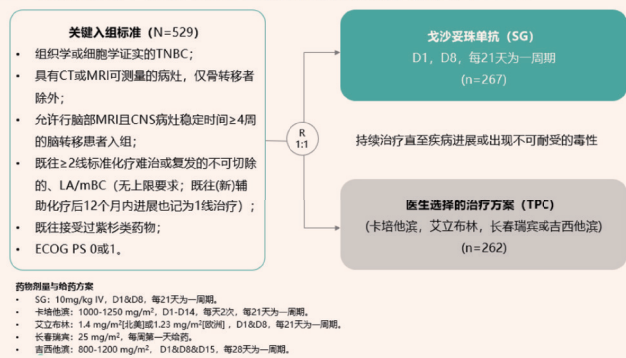 关键入组标准（N=529）
• 组织学或细胞学证实的TNBC；
• 具有CT或MRI可测量的病灶，仅骨转移者
除外；
• 允许行脑部MRI且CNS病灶稳定时间≥4周
的脑转移患者入组；
• 既往≥2线标准化疗难治或复发的不可切除
的、LA/mBC（无上限要求；既往(新)辅
助化疗后12个月内进展也记为1线治疗）；
• 既往接受过紫杉类药物；
• ECOG PS 0或1。
R
1:1
戈沙妥珠单抗（SG）
D1，D8，每21天为一周期
(n=267)
持续治疗直至疾病进展或出现不可耐受的毒性
医生选择的治疗方案（TPC）
(卡培他滨，艾立布林，长春瑞宾或吉西他滨)
(n=262)
药物剂量与给药方案
• SG：10mg/kg IV，D1&D8，每21天为一周期。
• 卡培他滨：1000-1250 mg/m²，D1-D14，每天2次，每21天为一周期。
• 艾立布林：1.4 mg/m²[北美]或1.23 mg/m²[欧洲]，D1&D8，每21天为一周期。
• 长春瑞宾：25 mg/m²，每周第一天给药。
• 吉西他滨：800-1200 mg/m²，D1&D8&D15，每28天为一周期。